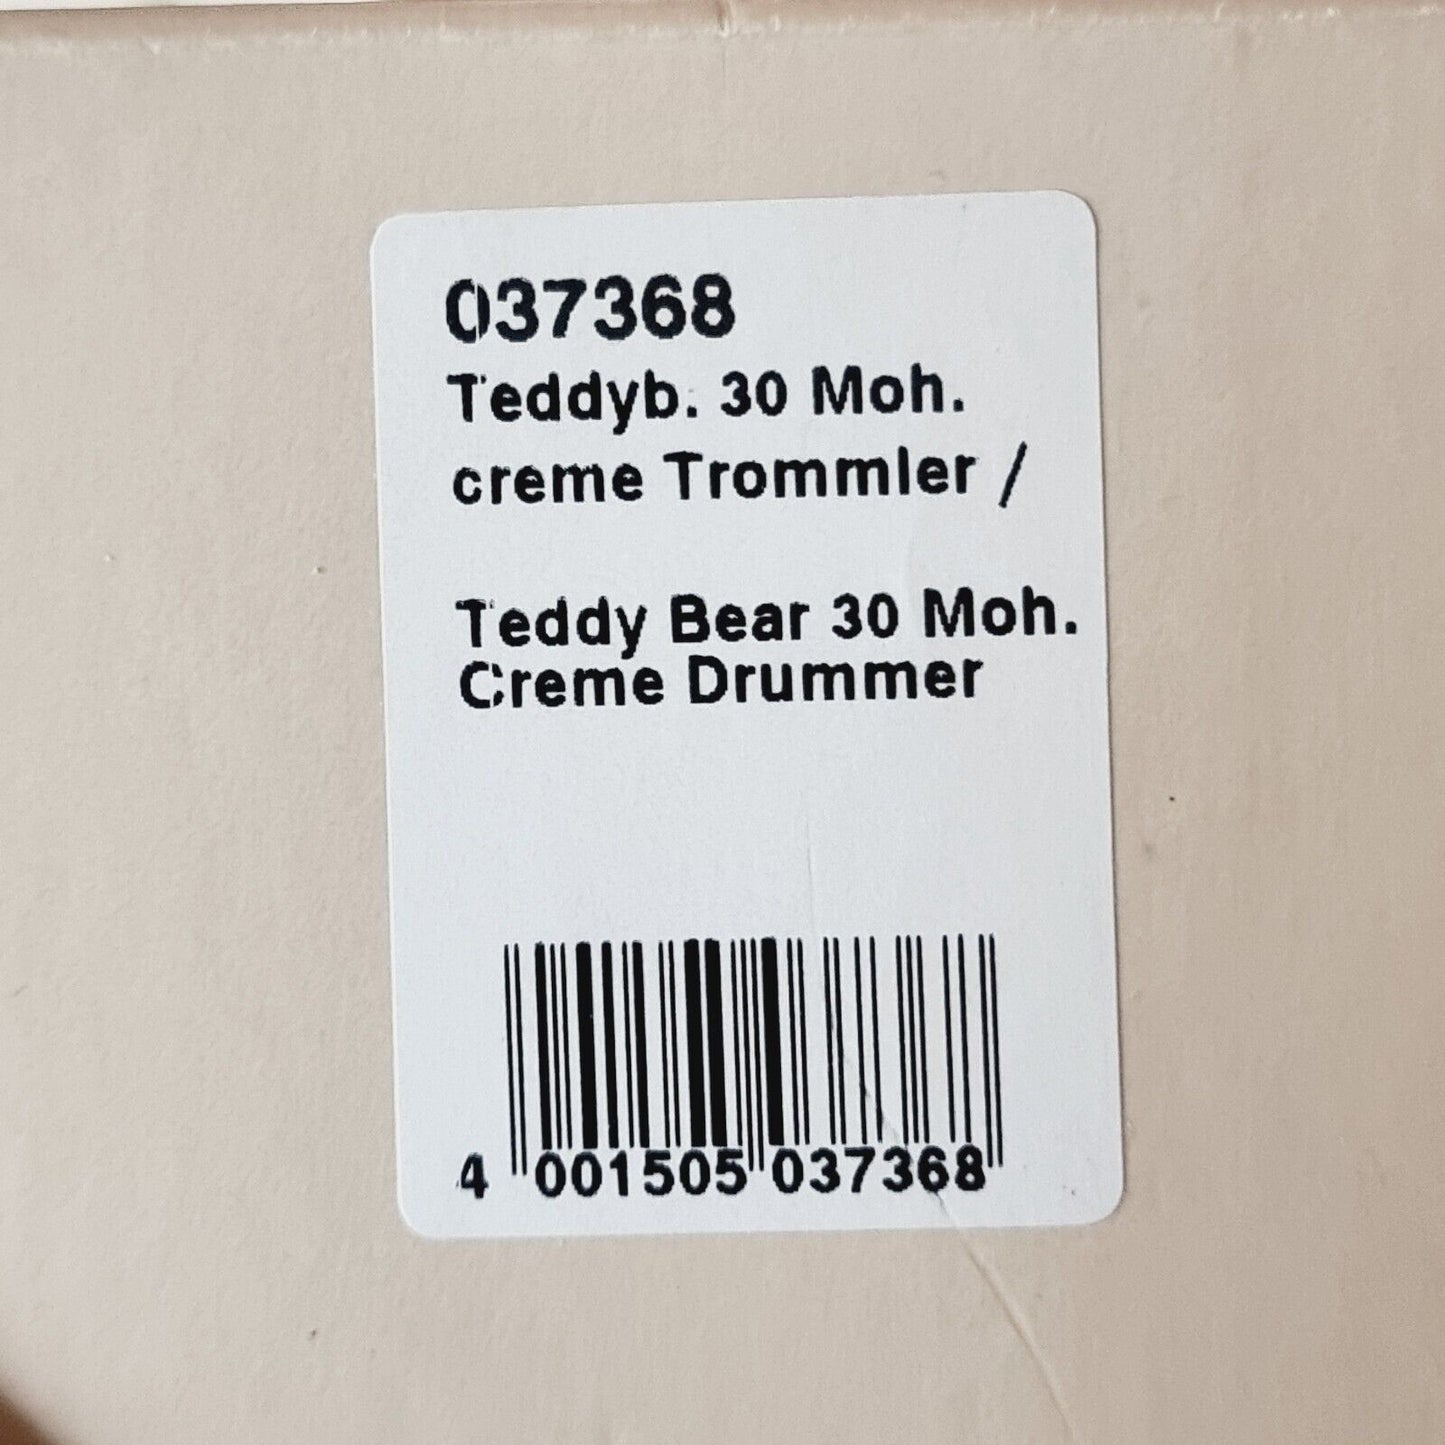 037368
Teddyb. 30 Moh.
creme Trommler /
Teddy Bear 30 Moh.
Creme Drummer
4 001505 037368